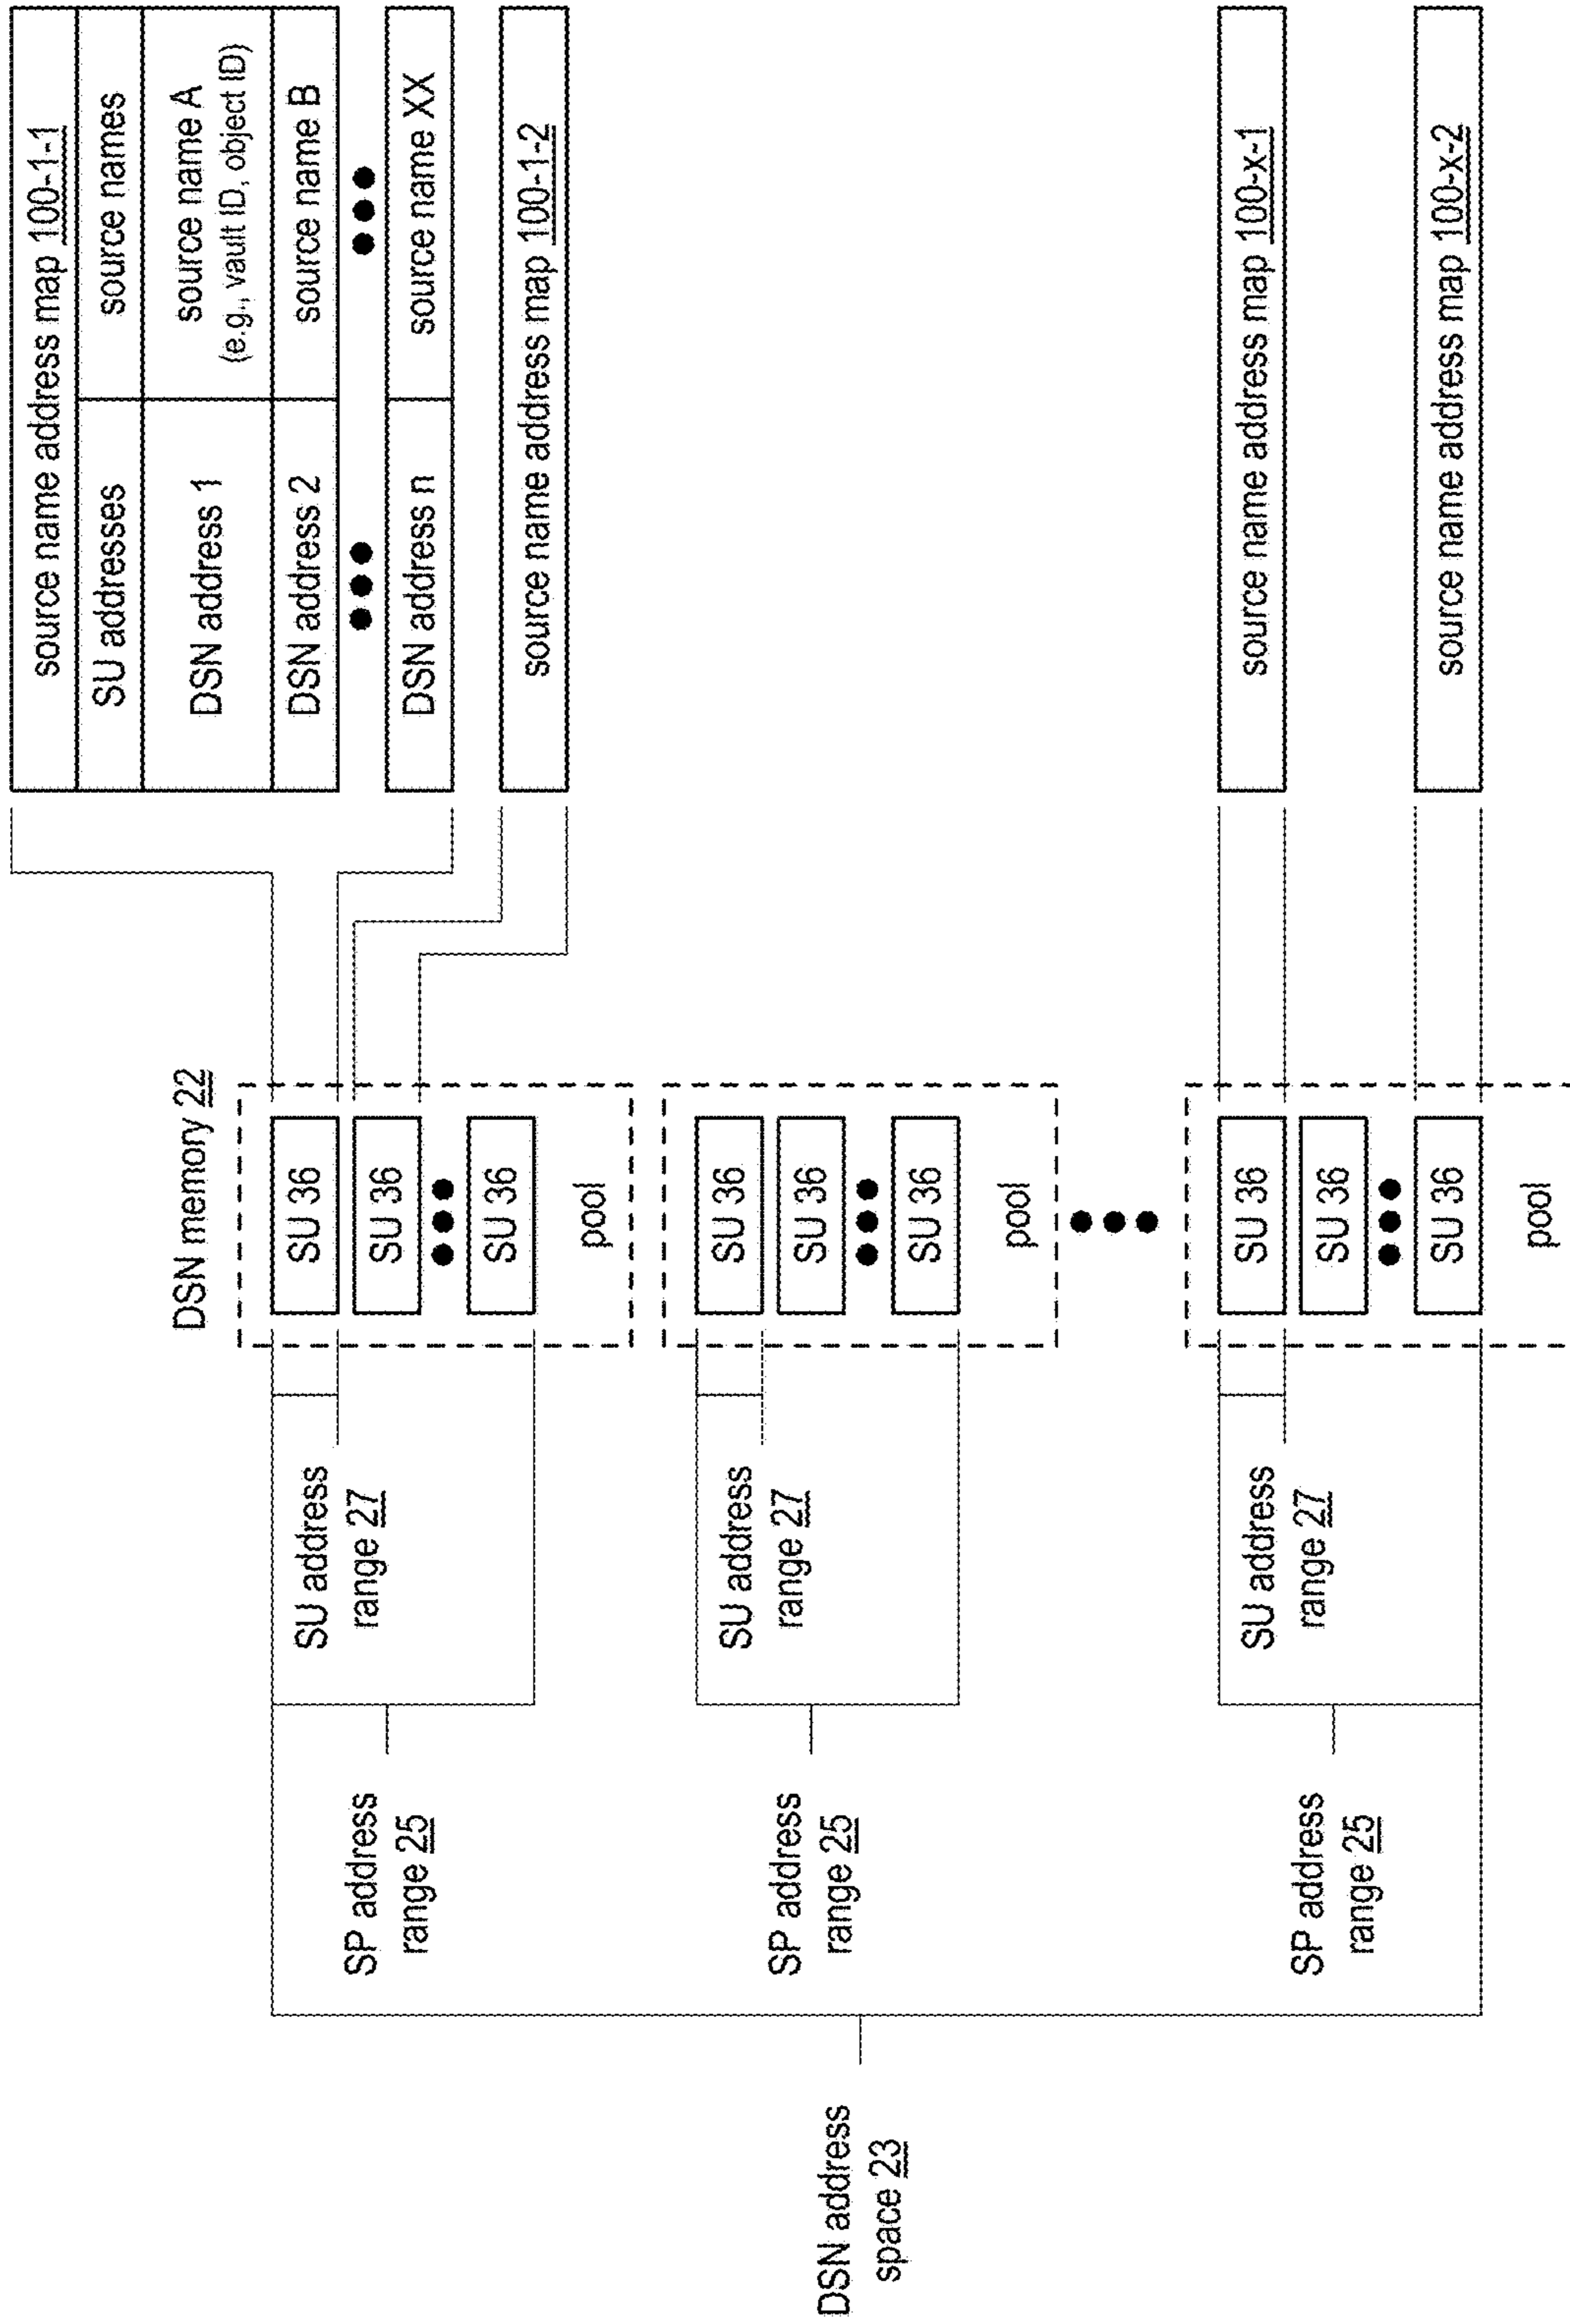 DSN address
space 23
SP address
range 25
SP address
range 25
SP address
range 25
SU address
range 27
SU address
range 27
SU address
range 27
DSN memory 22
SU 36
SU 36
SU 36
pool
SU 36
SU 36
SU 36
pool
SU 36
SU 36
SU 36
pool
source name address map 100-1-1
SU addresses source names
DSN address 1 source name A
(e.g., vault ID, object ID)
DSN address 2 source name B
DSN address n source name XX
source name address map 100-1-2
source name address map 100-x-1
source name address map 100-x-2